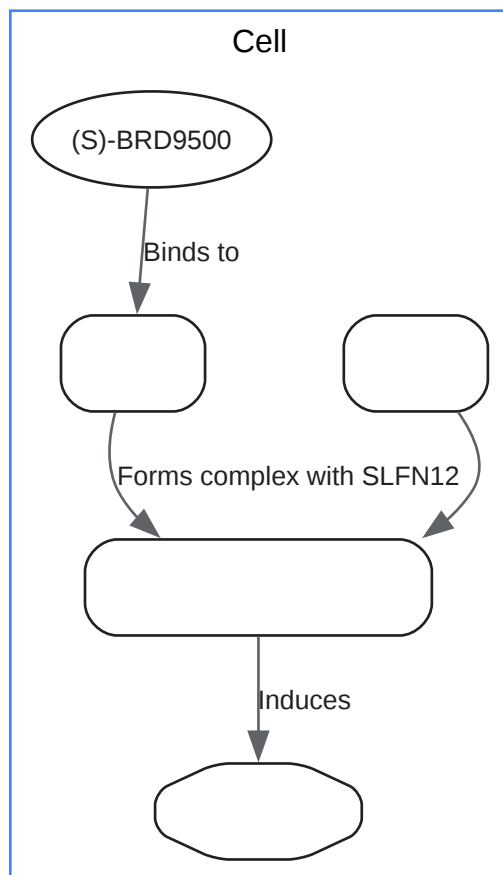 Cell
(S)-BRD9500
Binds to
Forms complex with SLFN12
Induces